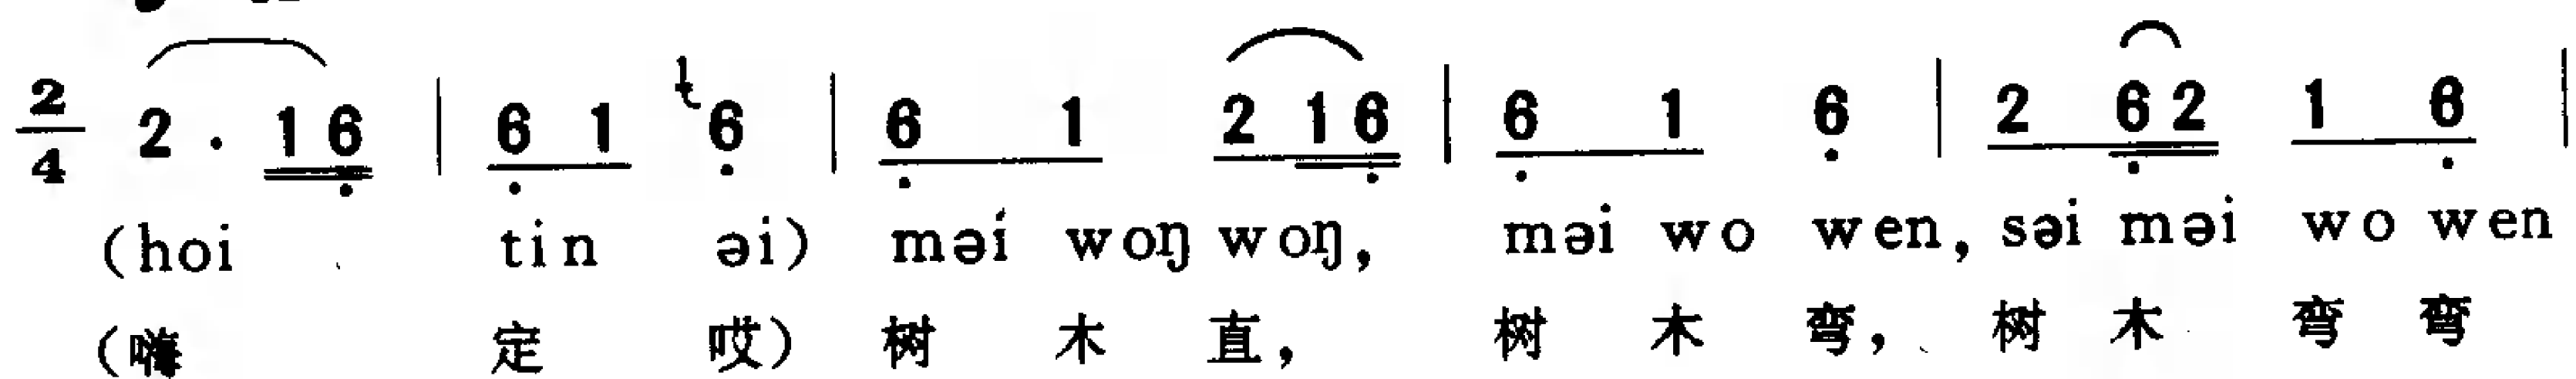 2/4 2 · 1 6 | 6 1 6 | 6 1 2 1 6 | 6 1 6 | 2 6 2 1 6 |
(hoi tin əi) məí woŋ woŋ, məi wo wen, səi məi wo wen
(嗨 定 哎) 树 木 直, 树 木 弯, 树 木 弯 弯